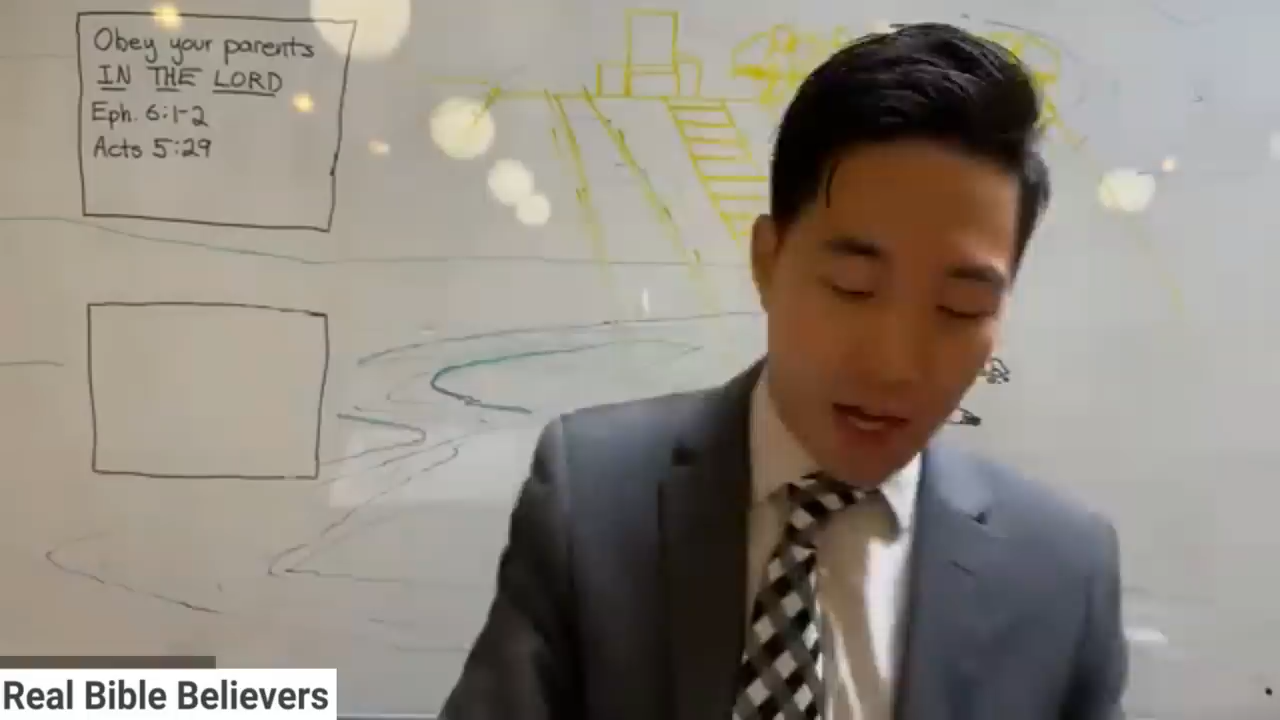 Obey your parents
IN THE LORD
Eph. 6:1-2
Acts 5:29
Real Bible Believers